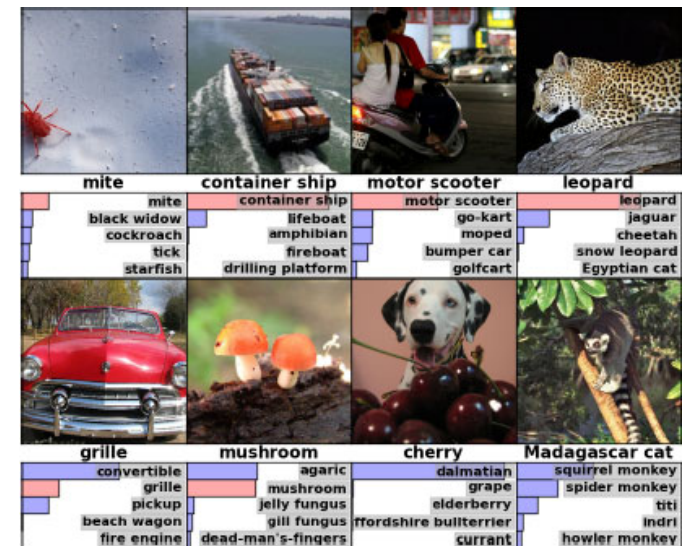 mite
container ship
motor scooter
leopard
mite
black widow
cockroach
tick
starfish
container ship
lifeboat
amphibian
fireboat
drilling platform
motor scooter
go-kart
moped
bumper car
golfcart
leopard
jaguar
cheetah
snow leopard
Egyptian cat
grille
mushroom
cherry
Madagascar cat
convertible
grille
pickup
beach wagon
fire engine
agaric
mushroom
jelly fungus
gill fungus
dead-man's-fingers
dalmatian
grape
elderberry
ffordshire bullterrier
currant
squirrel monkey
spider monkey
titi
indri
howler monkey